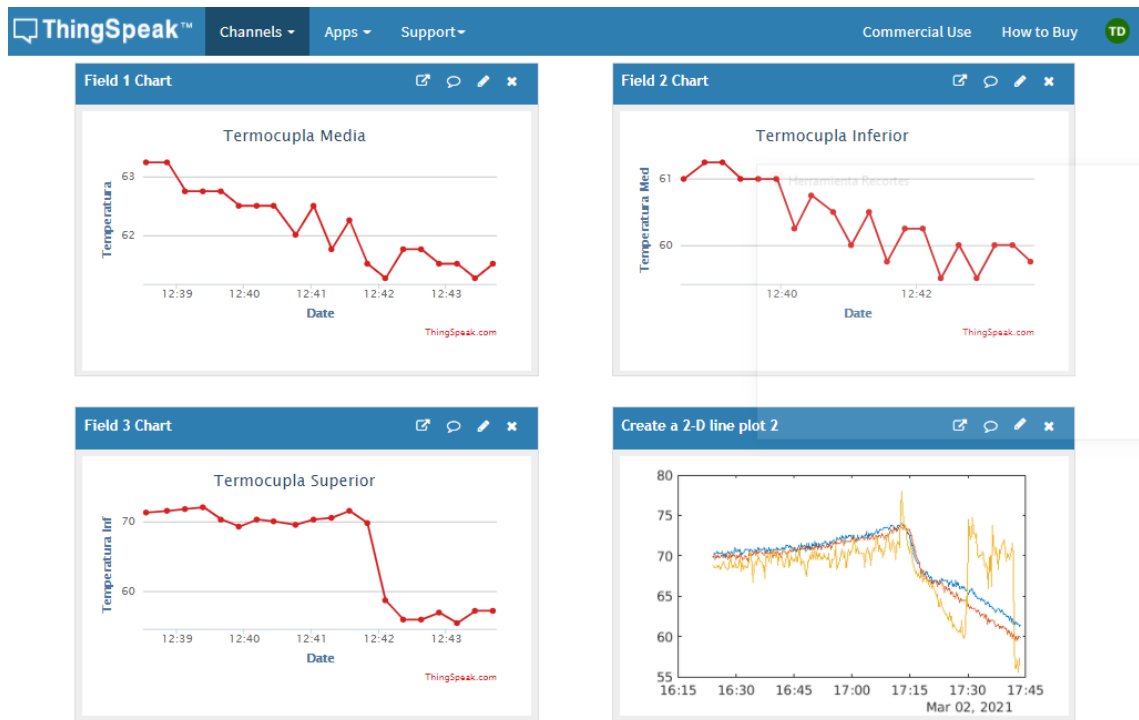 ThingSpeak™ Channels Apps Support Commercial Use How to Buy TD
Field 1 Chart
Termocupla Media
Temperatura
63
62
12:39 12:40 12:41 12:42 12:43
Date
ThingSpeak.com
Field 2 Chart
Termocupla Inferior
Herramienta Recortes
Temperatura Med
61
60
12:40 12:42
Date
ThingSpeak.com
Field 3 Chart
Termocupla Superior
Temperatura Inf
70
60
12:39 12:40 12:41 12:42 12:43
Date
ThingSpeak.com
Create a 2-D line plot 2
80
75
70
65
60
55
16:15 16:30 16:45 17:00 17:15 17:30 17:45
Mar 02, 2021